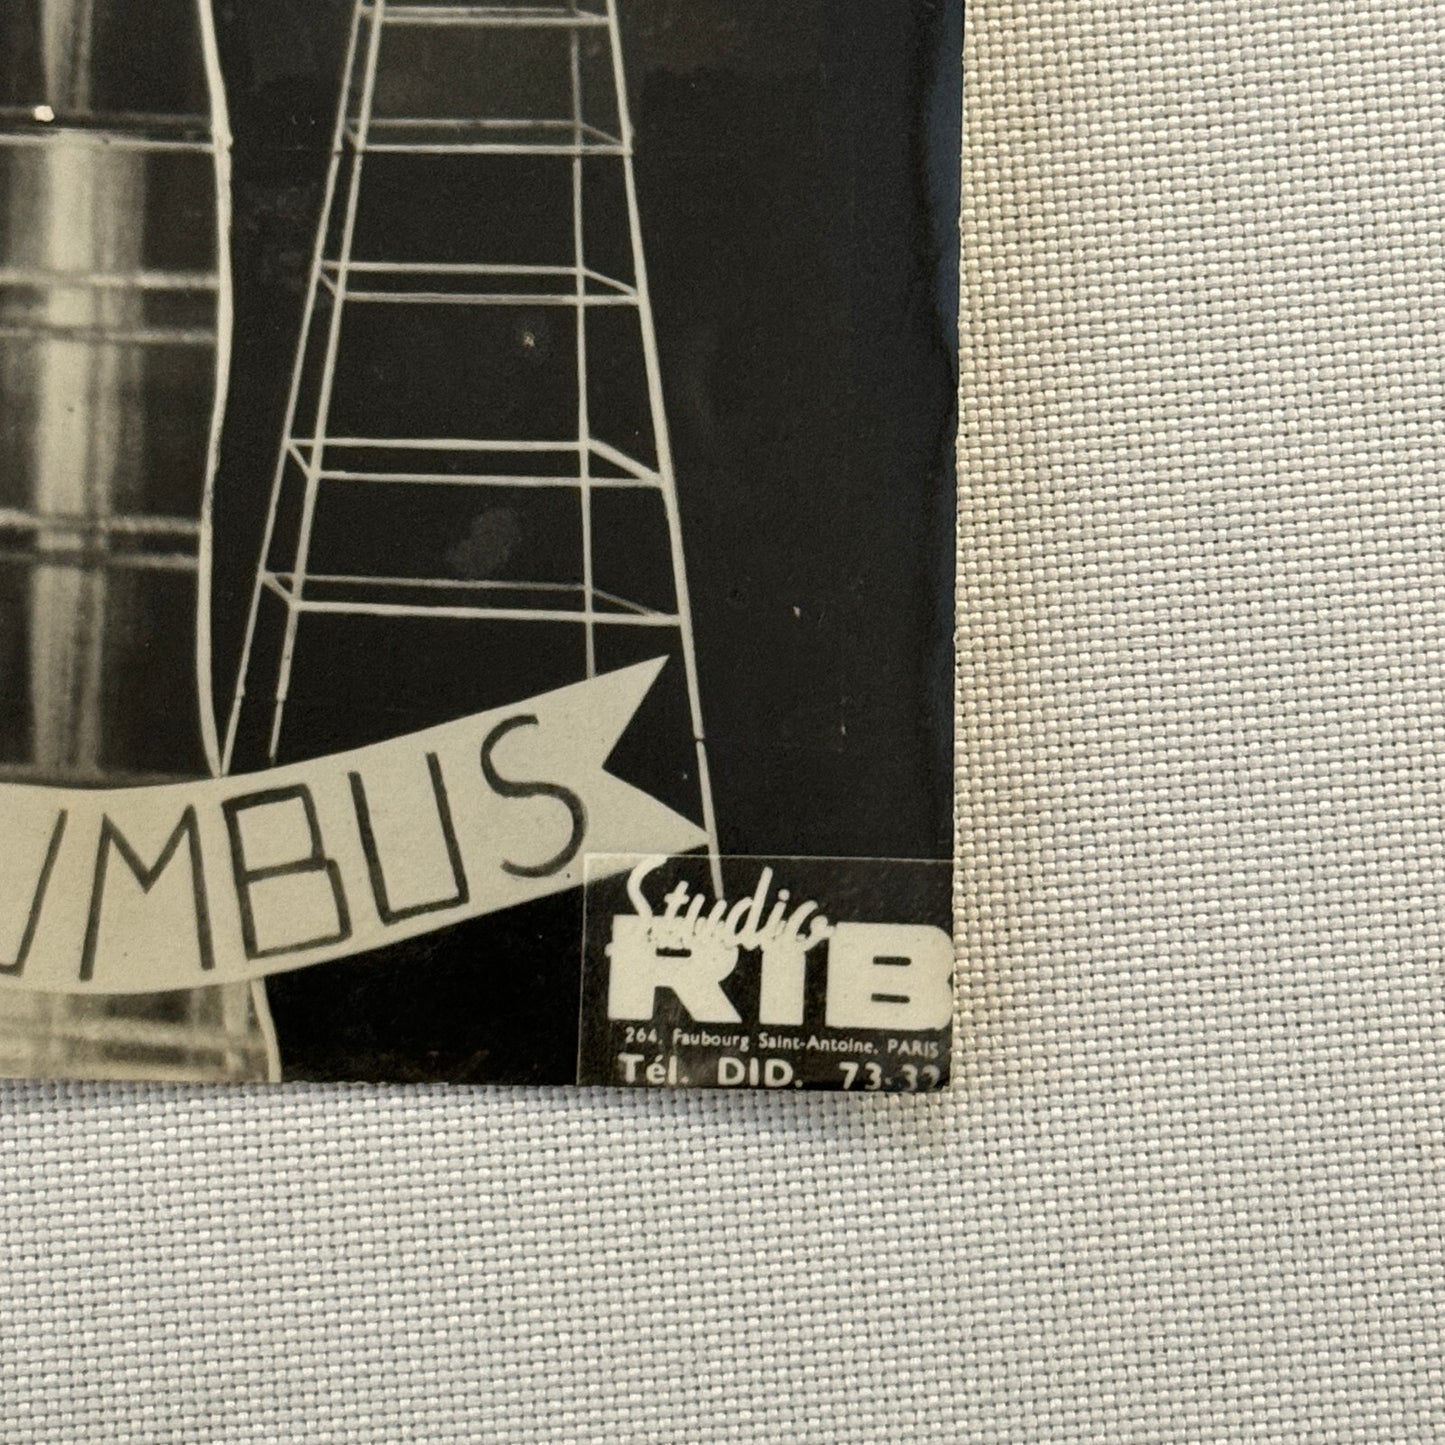 UMBUS
Studio
RIB
264, Faubourg Saint-Antoine, PARIS
Tél. DID. 73-32